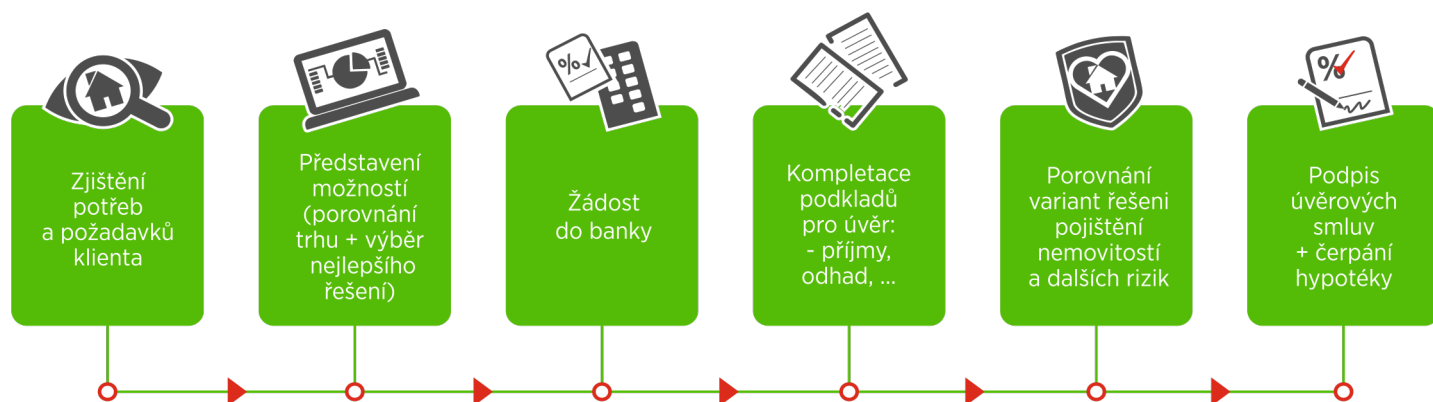 Zjištění
potřeb
a požadavků
klienta
Představení
možností
(porovnání
trhu + výběr
nejlepšího
řešení)
%
Žádost
do banky
Kompletace
podkladů
pro úvěr:
- příjmy,
odhad, ...
Porovnání
variant řešeni
pojištění
nemovitostí
a dalších rizik
%
Podpis
úvěrových
smluv
+ čerpání
hypotéky